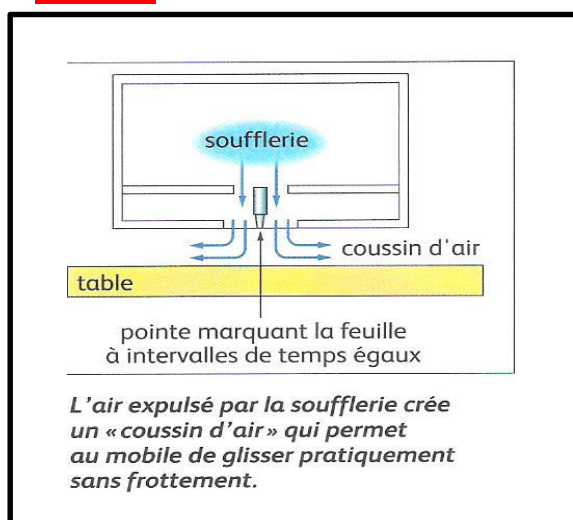 soufflerie
coussin d'air
table
pointe marquant la feuille
à intervalles de temps égaux
L'air expulsé par la soufflerie crée
un « coussin d'air » qui permet
au mobile de glisser pratiquement
sans frottement.